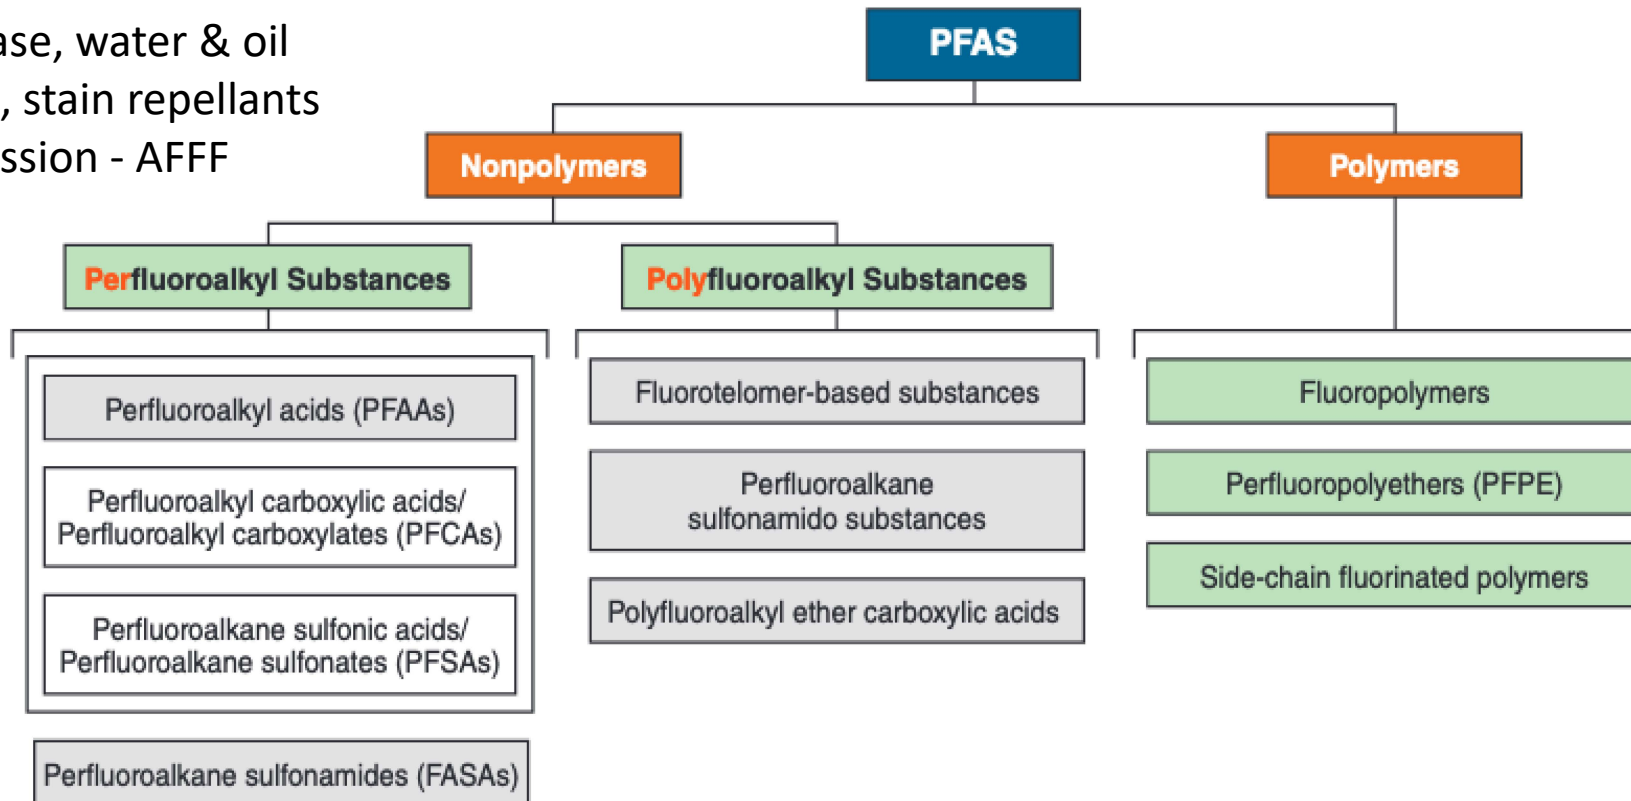 ase, water & oil
, stain repellants
ession - AFFF
PFAS
Nonpolymers
Polymers
Perfluoroalkyl Substances
Polyfluoroalkyl Substances
Perfluoroalkyl acids (PFAAs)
Perfluoroalkyl carboxylic acids/
Perfluoroalkyl carboxylates (PFCAs)
Perfluoroalkane sulfonic acids/
Perfluoroalkane sulfonates (PFSAs)
Perfluoroalkane sulfonamides (FASAs)
Fluorotelomer-based substances
Perfluoroalkane
sulfonamido substances
Polyfluoroalkyl ether carboxylic acids
Fluoropolymers
Perfluoropolyethers (PFPE)
Side-chain fluorinated polymers